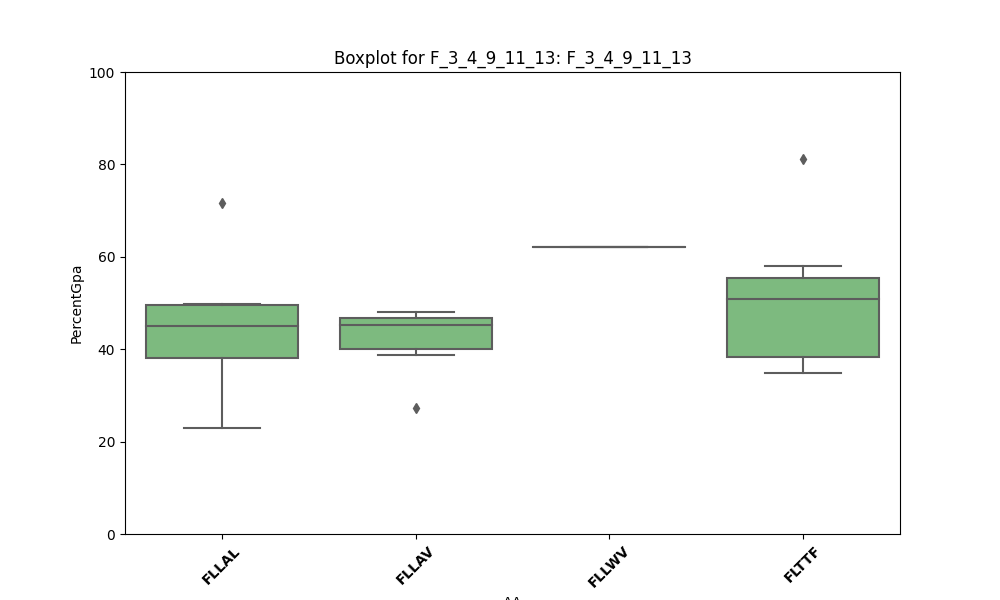 Boxplot for F_3_4_9_11_13: F_3_4_9_11_13
100
80
60
40
20
0
PercentGpa
FLLAL
FLLAV
FLLWV
FLTTF